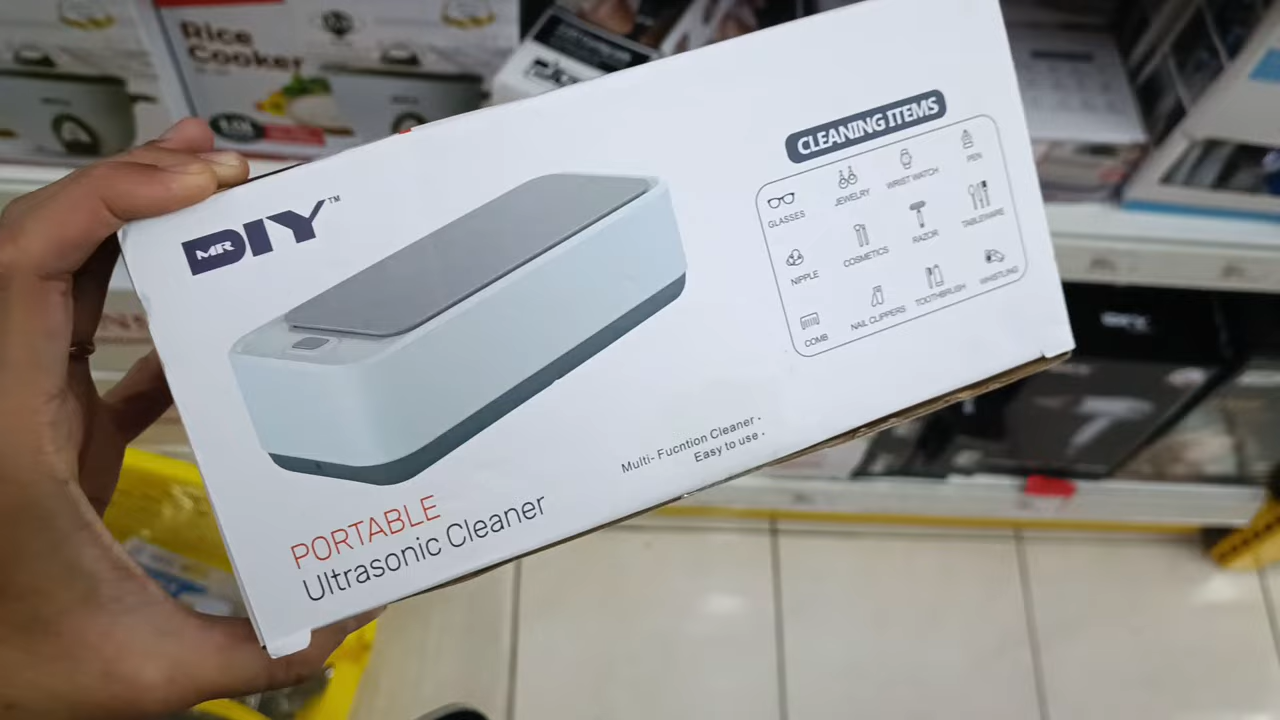 Rice
Cooker
MR DIY™
CLEANING ITEMS
GLASSES
JEWELRY
WRIST WATCH
PEN
NIPPLE
COSMETICS
RAZOR
TABLEWARE
COMB
NAIL CLIPPERS
TOOTHBRUSH
WHISTLING
Multi- Fucntion Cleaner •
Easy to use •
PORTABLE
Ultrasonic Cleaner